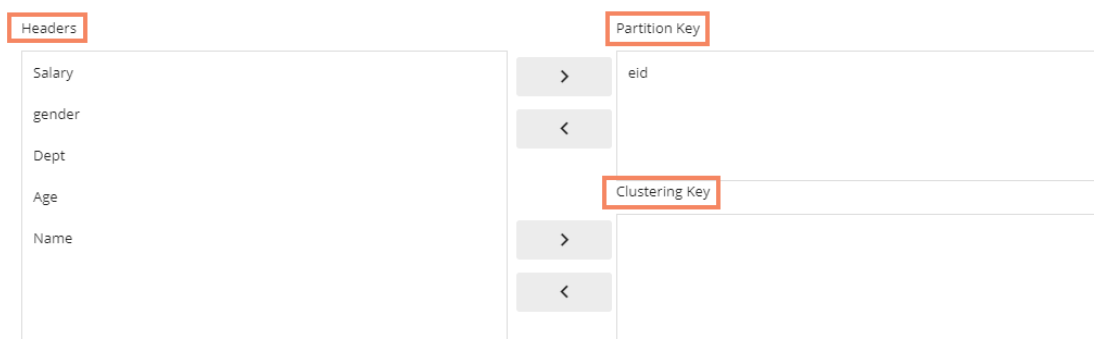 Headers
Salary
gender
Dept
Age
Name
>
<
>
<
Partition Key
eid
Clustering Key